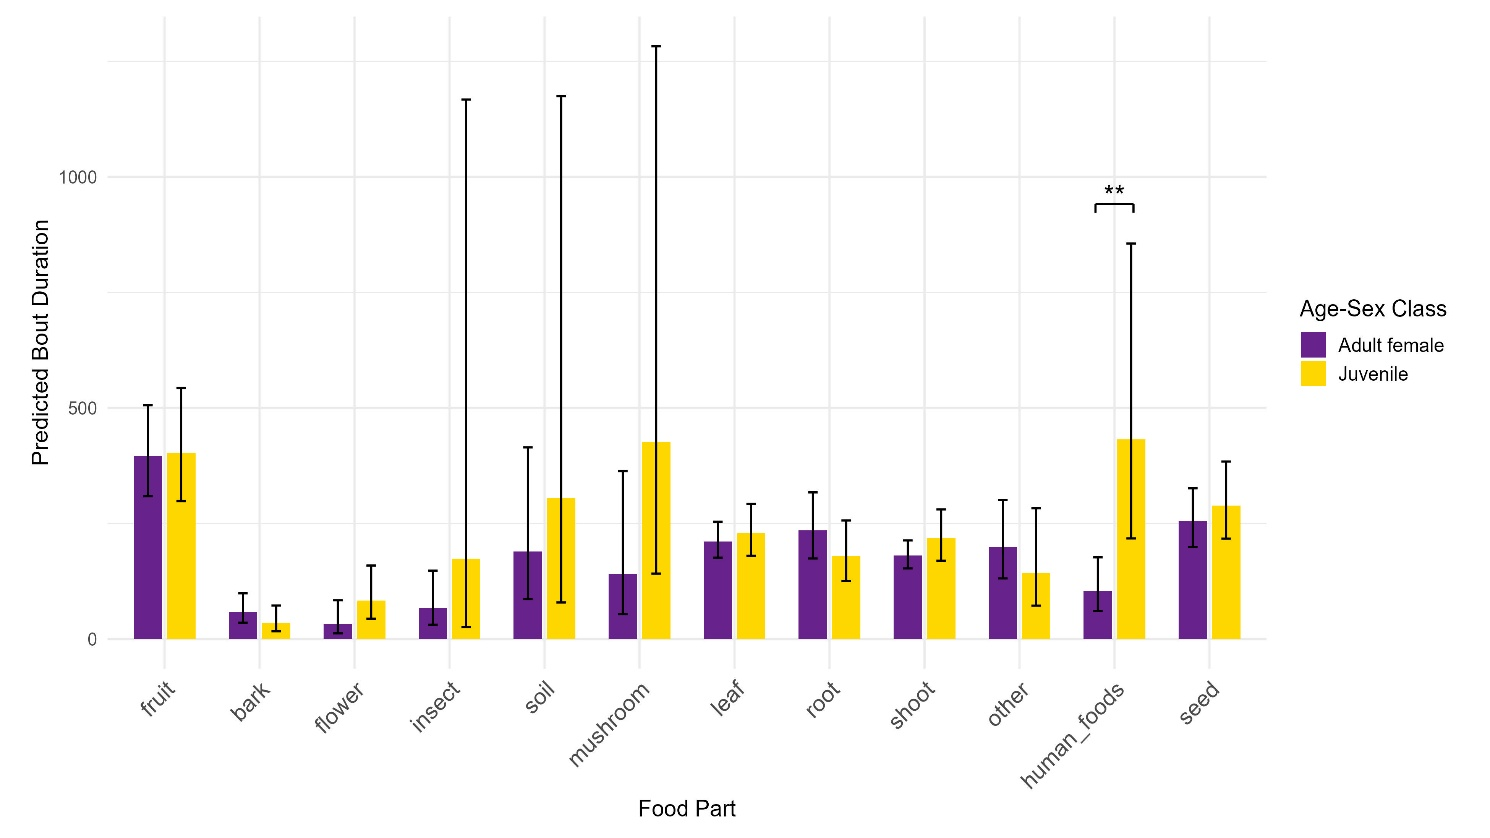 1000
500
0
Predicted Bout Duration
**
fruit
bark
flower
insect
soil
mushroom
leaf
root
shoot
other
human_foods
seed
Food Part
Age-Sex Class
Adult female
Juvenile